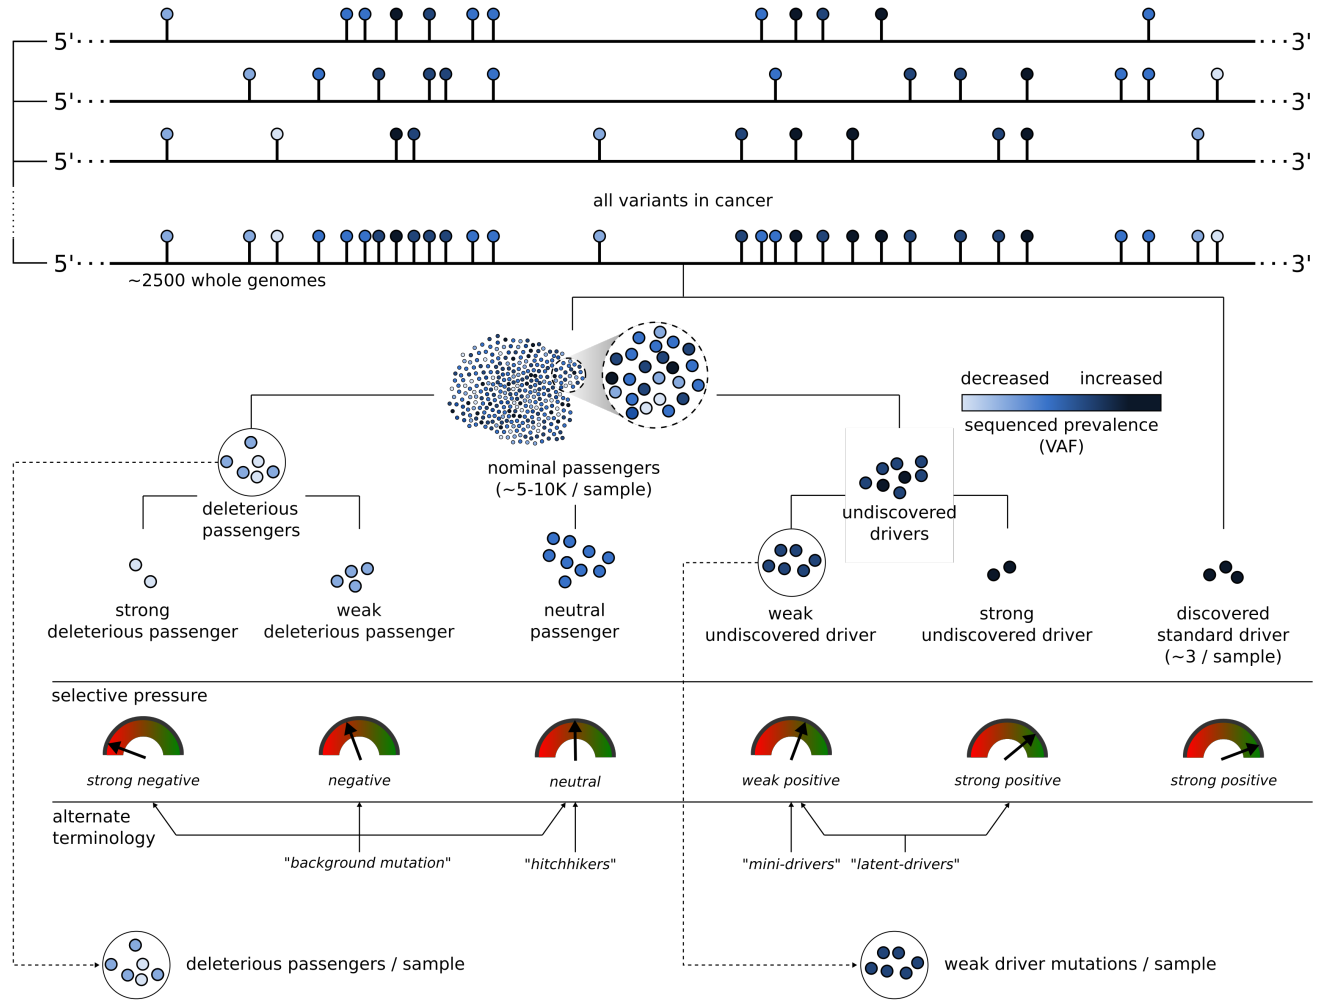 5'··· ···3'
5'··· ···3'
5'··· ···3'
all variants in cancer
5'··· ···3'
~2500 whole genomes
decreased increased
sequenced prevalence
(VAF)
nominal passengers
(~5-10K / sample)
deleterious
passengers
undiscovered
drivers
strong
deleterious passenger
weak
deleterious passenger
neutral
passenger
weak
undiscovered driver
strong
undiscovered driver
discovered
standard driver
(~3 / sample)
selective pressure
strong negative
negative
neutral
weak positive
strong positive
strong positive
alternate
terminology
"background mutation"
"hitchhikers"
"mini-drivers"
"latent-drivers"
deleterious passengers / sample
weak driver mutations / sample